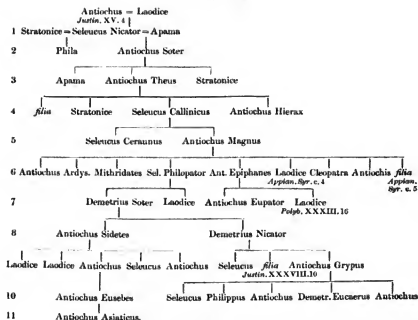 Antiochus = Laodice
Justin. XV. 4
1 Stratonice=Seleucus Nicator=Apama
2 Phila Antiochus Soter
3 Apama Antiochus Theus Stratonice
4 filia Stratonice Seleucus Callinicus Antiochus Hierax
5 Seleucus Ceraunus Antiochus Magnus
6 Antiochus Ardys. Mithridates Sel. Philopator Ant. Epiphanes Laodice Cleopatra Antiochis filia
Appian. Syr. c. 4 Appian.
Syr. c. 5
7 Demetrius Soter Laodice Antiochus Eupator Laodice
Polyb. XXXIII. 16
8 Antiochus Sidetes Demetrius Nicator
Laodice Laodice Antiochus Seleucus Antiochus Seleucus filia Antiochus Grypus
Justin. XXXVIII. 10
10 Antiochus Eusebes Seleucus Philippus Antiochus Demetr. Eucaerus Antiochus
11 Antiochus Asiaticus.